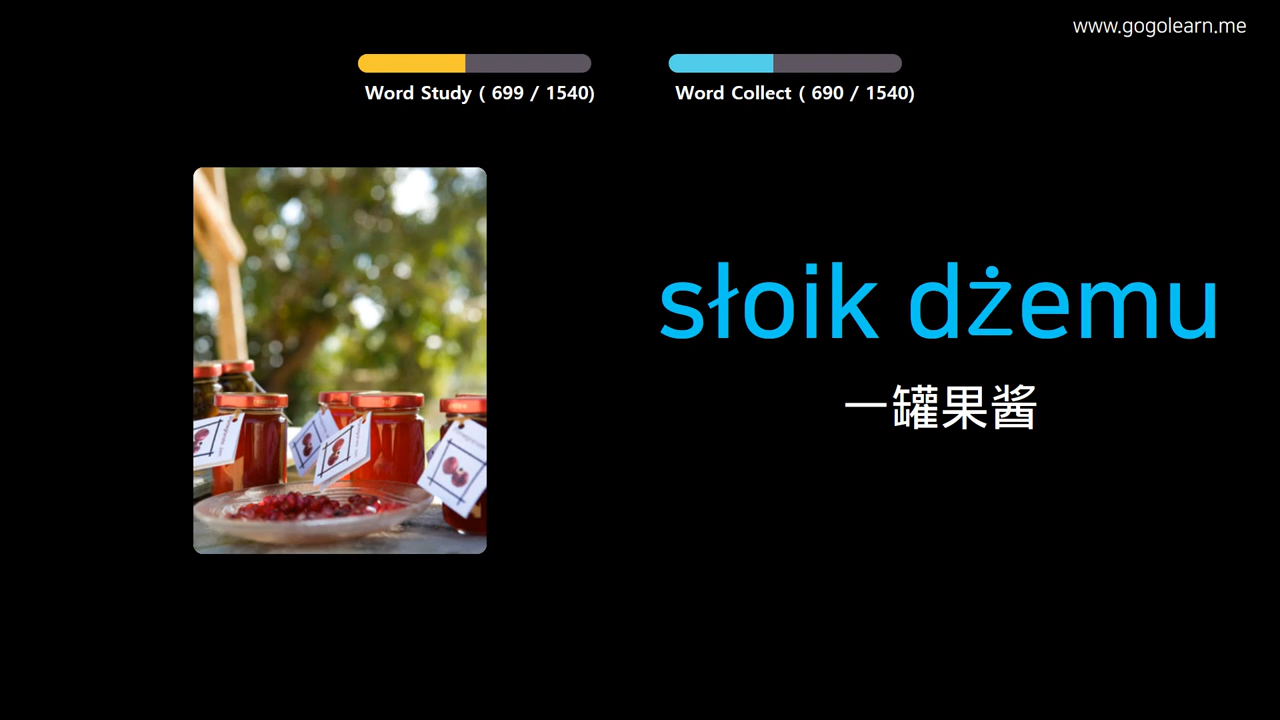 www.gogolearn.me
Word Study ( 699 / 1540)
Word Collect ( 690 / 1540)
słoik dżemu
一罐果酱